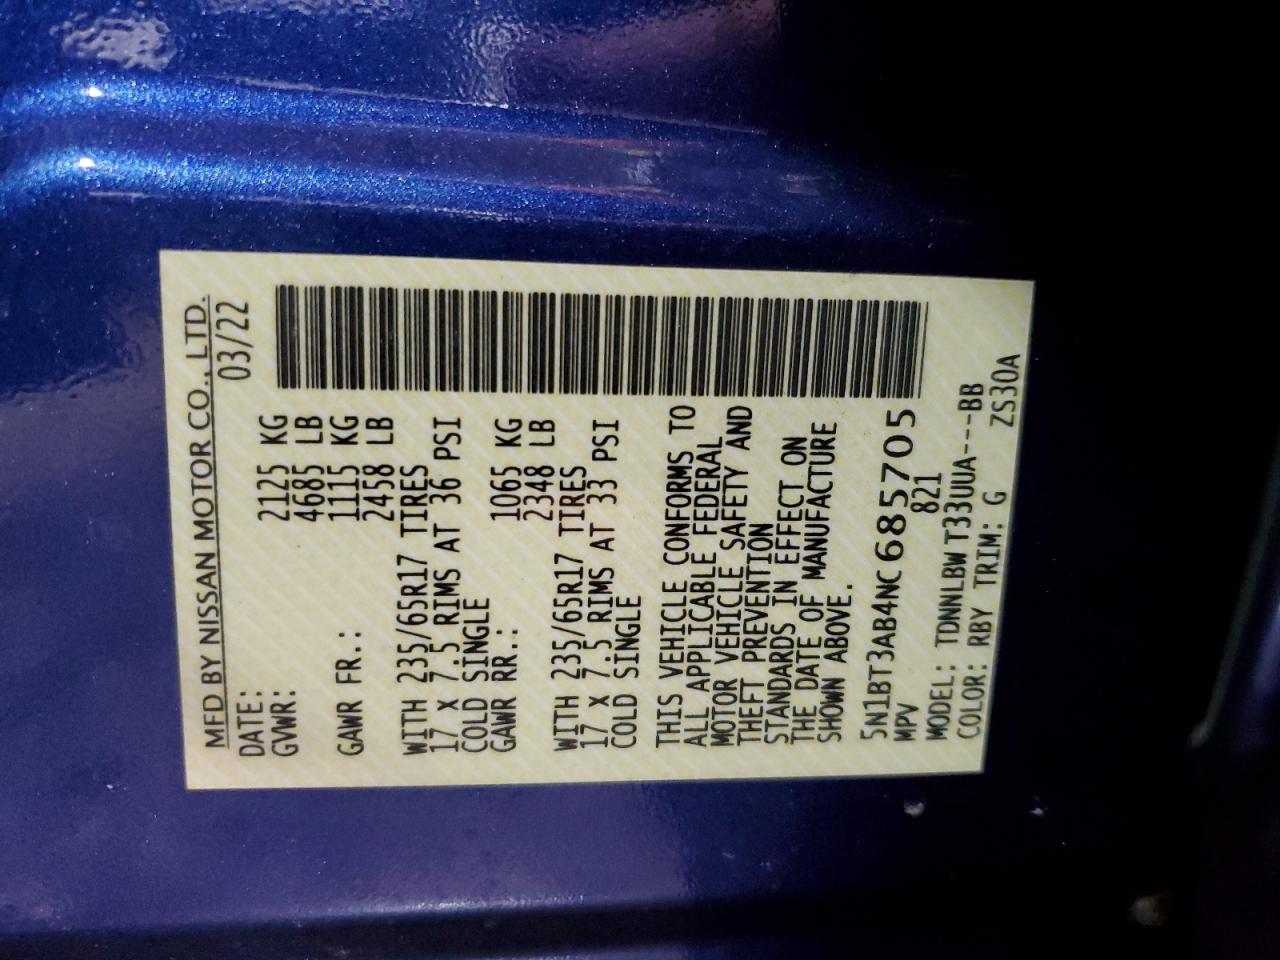 MFD BY NISSAN MOTOR CO., LTD.
DATE: 03/22
GVWR: 2125 KG
4685 LB
GAWR FR.: 1115 KG
2458 LB
WITH 235/65R17 TIRES
17 X 7.5 RIMS AT 36 PSI
COLD SINGLE
GAWR RR.: 1065 KG
2348 LB
WITH 235/65R17 TIRES
17 X 7.5 RIMS AT 33 PSI
COLD SINGLE
THIS VEHICLE CONFORMS TO
ALL APPLICABLE FEDERAL
MOTOR VEHICLE SAFETY AND
THEFT PREVENTION
STANDARDS IN EFFECT ON
THE DATE OF MANUFACTURE
SHOWN ABOVE.
5N1BT3AB4NC685705
MPV 821
MODEL: TDNNLBW T33UUA----BB
COLOR: RBY TRIM: G ZS30A